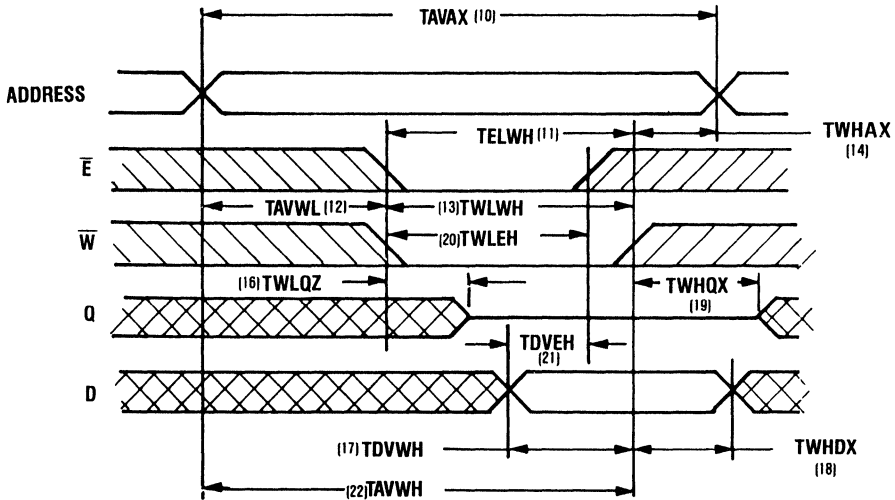 TAVAX (10)
ADDRESS
TELWH (11)
TWHAX
(14)
E̅
TAVWL (12)
(13) TWLWH
W̅
(20) TWLEH
(16) TWLQZ
TWHQX
(19)
Q
TDVEH
(21)
D
(17) TDVWH
TWHDX
(18)
(22) TAVWH